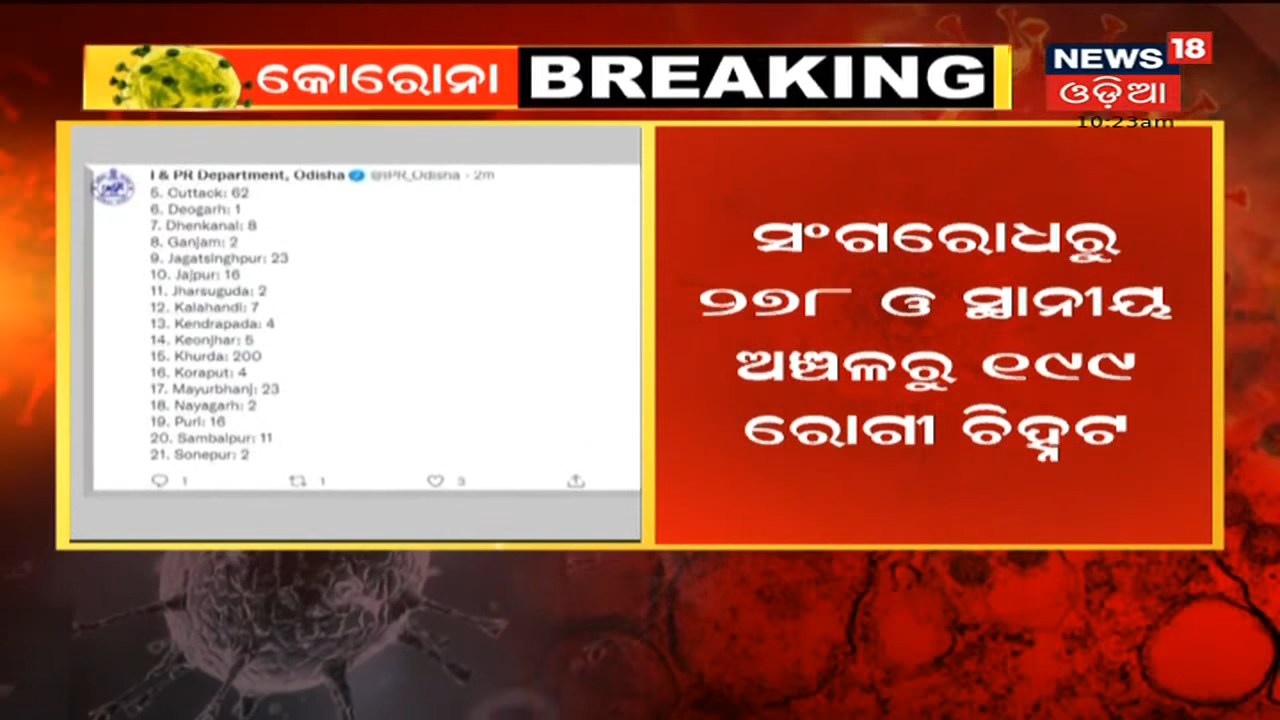 କୋରୋନା BREAKING
NEWS 18
ଓଡ଼ିଆ
10:23am
I & PR Department, Odisha @IPR_Odisha · 2m
5. Cuttack: 62
6. Deogarh: 1
7. Dhenkanal: 8
8. Ganjam: 2
9. Jagatsinghpur: 23
10. Jajpur: 16
11. Jharsuguda: 2
12. Kalahandi: 7
13. Kendrapada: 4
14. Keonjhar: 5
15. Khurda: 200
16. Koraput: 4
17. Mayurbhanj: 23
18. Nayagarh: 2
19. Puri: 16
20. Sambalpur: 11
21. Sonepur: 2
1 1 3
ସଂଗରୋଧରୁ
୨୭୮ ଓ ସ୍ଥାନୀୟ
ଅଞ୍ଚଳରୁ ୧୯୯
ରୋଗୀ ଚିହ୍ନଟ